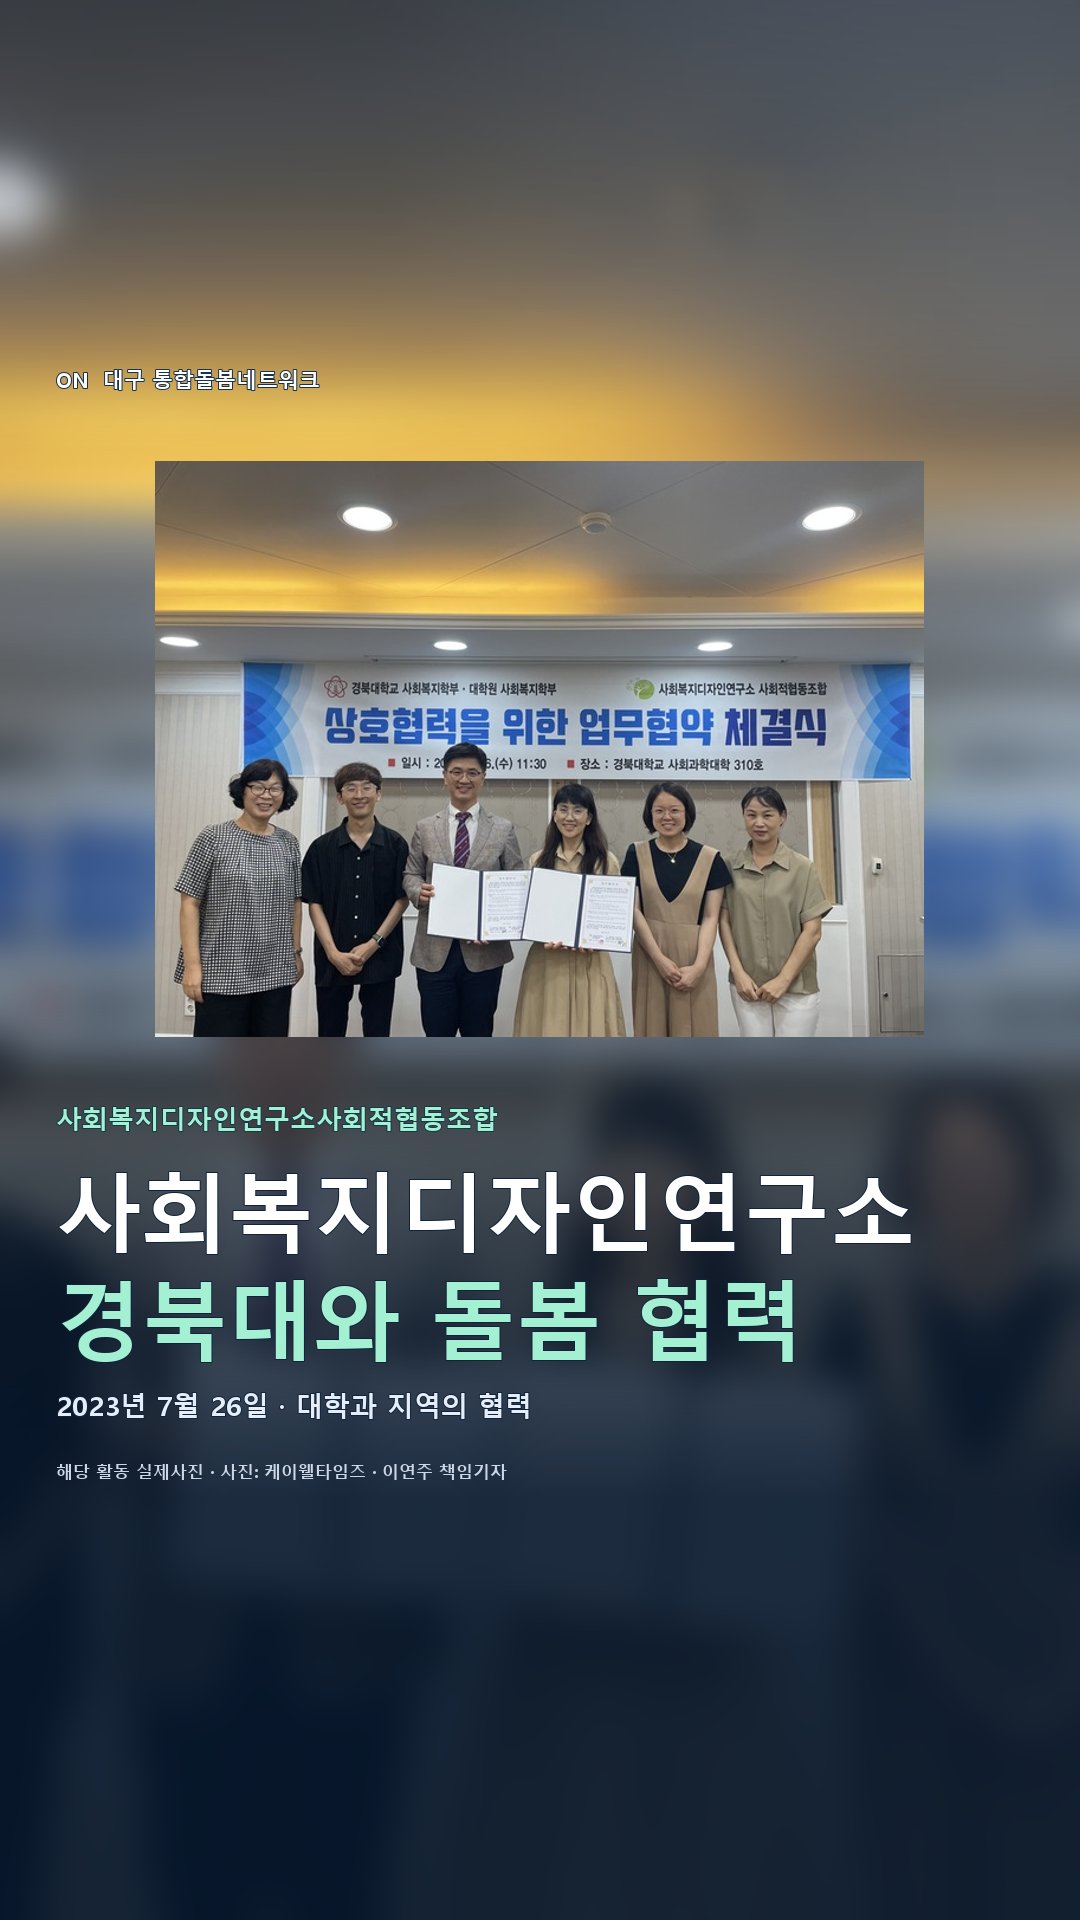 ON 대구 통합돌봄네트워크
경북대학교 사회복지학부 · 대학원 사회복지학부
사회복지디자인연구소 사회적협동조합
상호협력을 위한 업무협약 체결식
■ 일시 : 20 6.(수) 11:30 ■ 장소 : 경북대학교 사회과학대학 310호
사회복지디자인연구소사회적협동조합
사회복지디자인연구소
경북대와 돌봄 협력
2023년 7월 26일 · 대학과 지역의 협력
해당 활동 실제사진 · 사진: 케이웰타임즈 · 이연주 책임기자